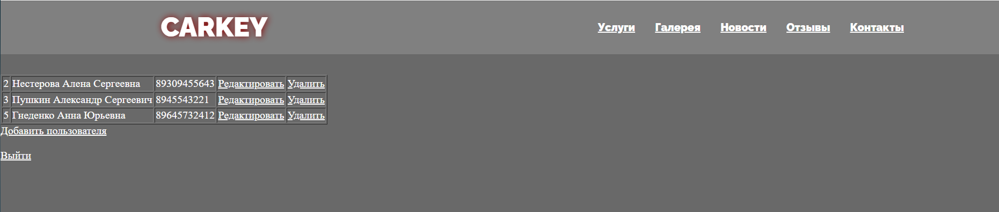 CARKEY Услуги Галерея Новости Отзывы Контакты
2 Нестерова Алена Сергеевна 89309455643 Редактировать Удалить
3 Пушкин Александр Сергеевич 8945543221 Редактировать Удалить
5 Гнеденко Анна Юрьевна 89645732412 Редактировать Удалить
Добавить пользователя
Выйти